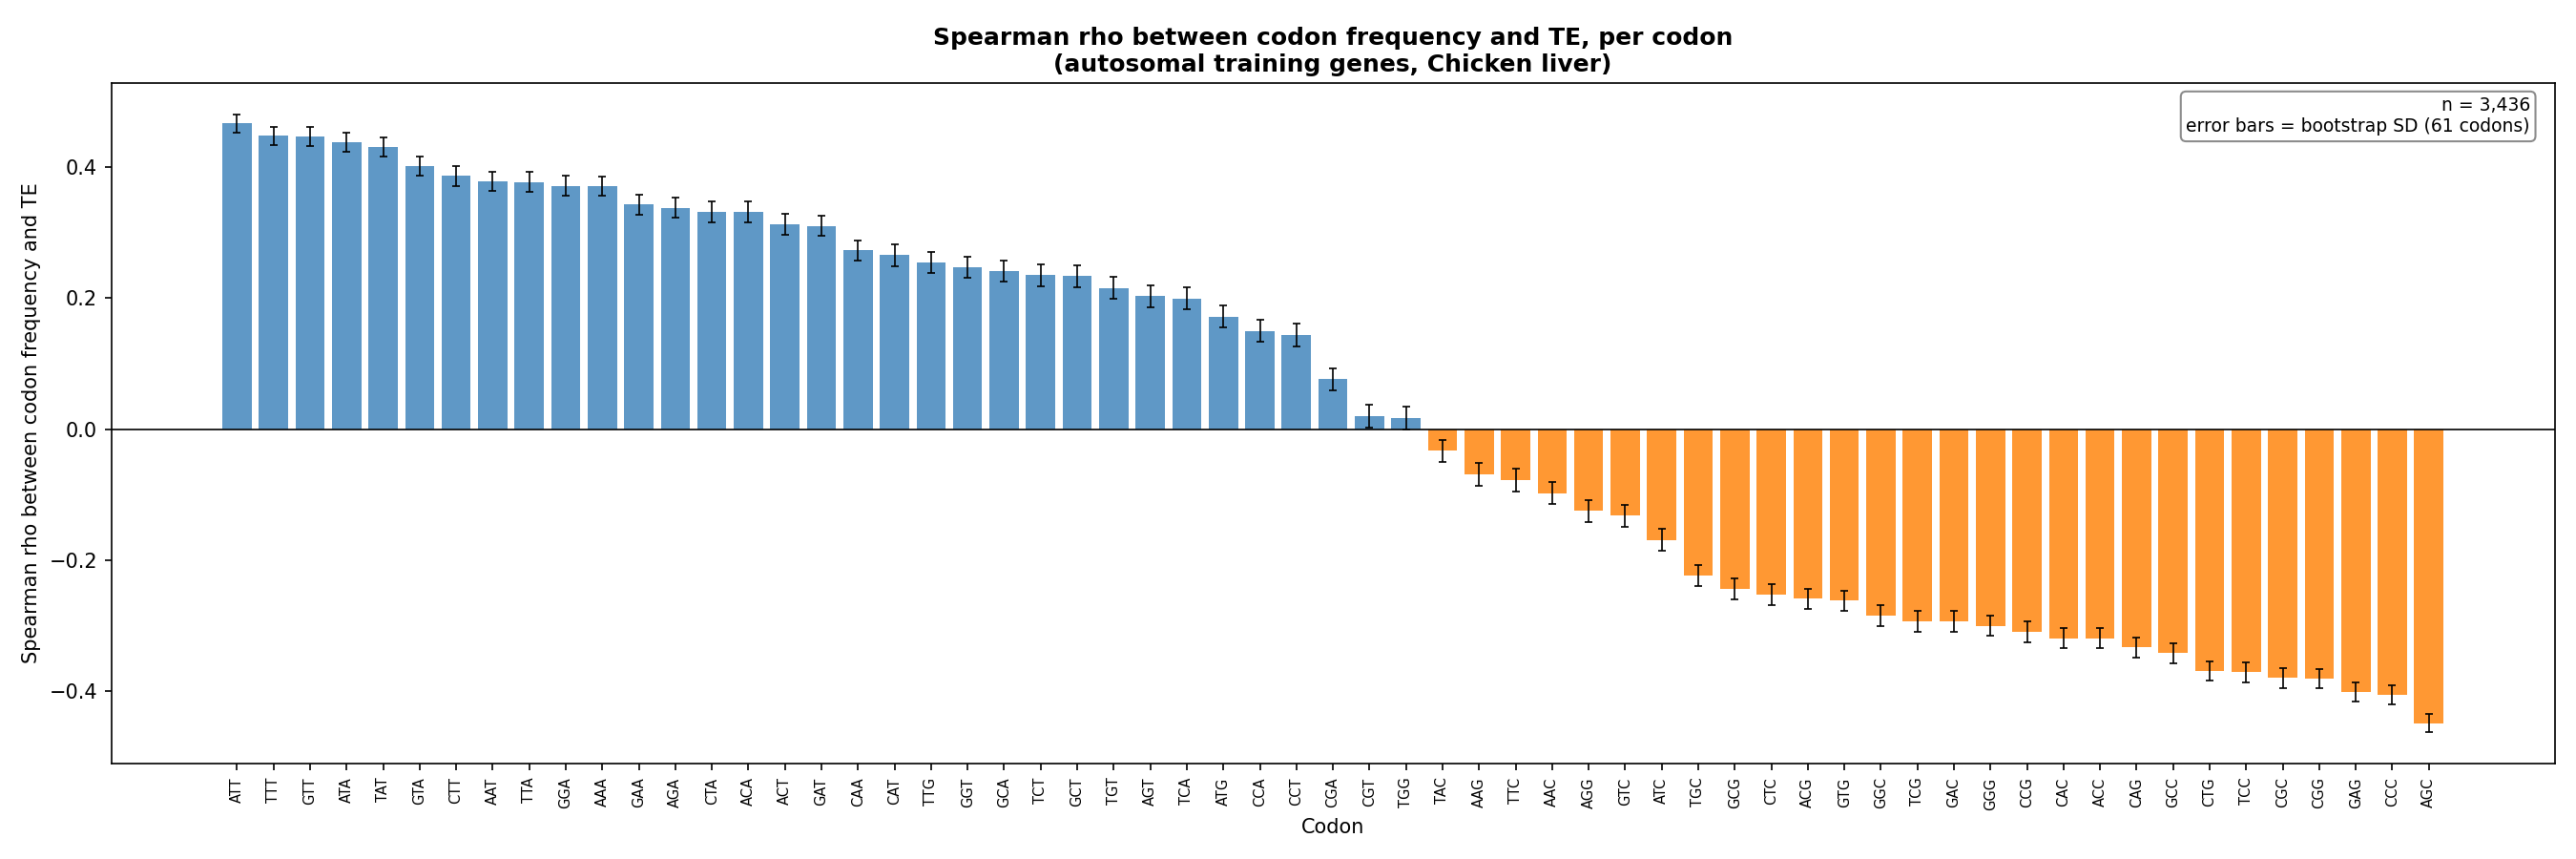 Spearman rho between codon frequency and TE, per codon
(autosomal training genes, Chicken liver)
n = 3,436
error bars = bootstrap SD (61 codons)
Spearman rho between codon frequency and TE
0.4
0.2
0.0
−0.2
−0.4
ATT TTT GTT ATA TAT GTA CTT AAT TTA GGA AAA GAA AGA CTA ACA ACT GAT CAA CAT TTG GGT GCA TCT GCT TGT AGT TCA ATG CCA CCT CGA CGT TGG TAC AAG TTC AAC AGG GTC ATC TGC GCG CTC ACG GTG GGC TCG GAC GGG CCG CAC ACC CAG GCC CTG TCC CGC CGG GAG CCC AGC
Codon